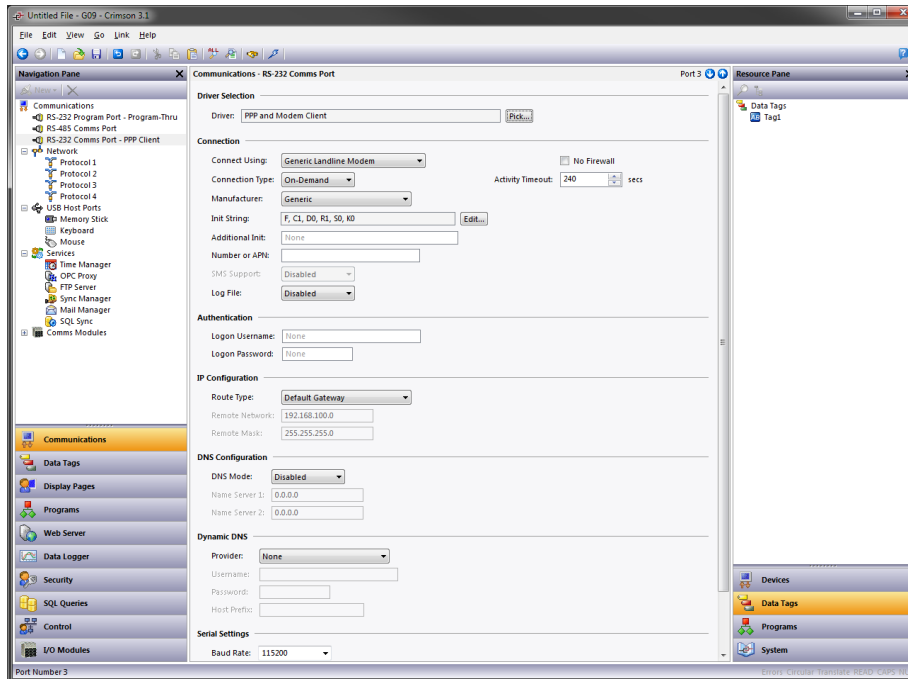 Untitled File - G09 - Crimson 3.1
File Edit View Go Link Help
Navigation Pane
New
Communications
RS-232 Program Port - Program-Thru
RS-485 Comms Port
RS-232 Comms Port - PPP Client
Network
Protocol 1
Protocol 2
Protocol 3
Protocol 4
USB Host Ports
Memory Stick
Keyboard
Mouse
Services
Time Manager
OPC Proxy
FTP Server
Sync Manager
Mail Manager
SQL Sync
Comms Modules
Communications
Data Tags
Display Pages
Programs
Web Server
Data Logger
Security
SQL Queries
Control
I/O Modules
Communications - RS-232 Comms Port Port 3
Driver Selection
Driver: PPP and Modem Client Pick...
Connection
Connect Using: Generic Landline Modem No Firewall
Connection Type: On-Demand Activity Timeout: 240 secs
Manufacturer: Generic
Init String: F, C1, D0, R1, S0, K0 Edit...
Additional Init: None
Number or APN:
SMS Support: Disabled
Log File: Disabled
Authentication
Logon Username: None
Logon Password: None
IP Configuration
Route Type: Default Gateway
Remote Network: 192.168.100.0
Remote Mask: 255.255.255.0
DNS Configuration
DNS Mode: Disabled
Name Server 1: 0.0.0.0
Name Server 2: 0.0.0.0
Dynamic DNS
Provider: None
Username:
Password:
Host Prefix:
Serial Settings
Baud Rate: 115200
Resource Pane
Data Tags
Tag1
Devices
Data Tags
Programs
System
Port Number 3
Errors Circular Translate READ CAPS